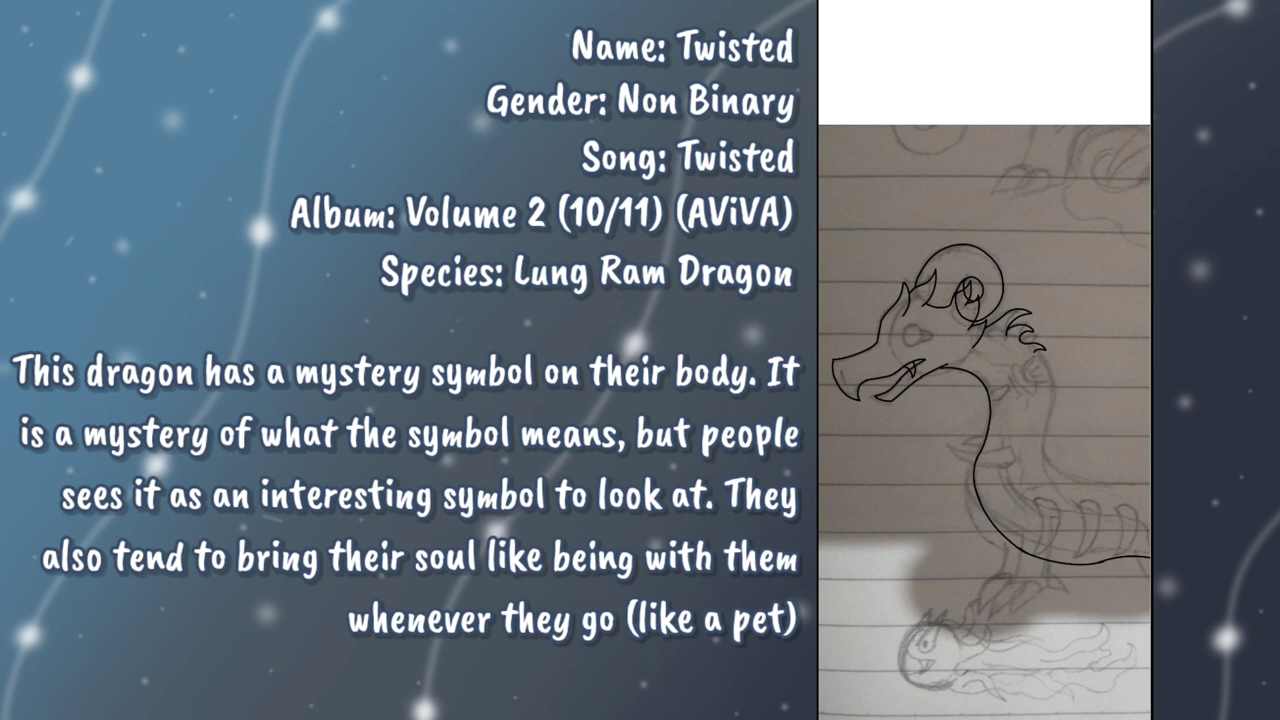 Name: Twisted
Gender: Non Binary
Song: Twisted
Album: Volume 2 (10/11) (AViVA)
Species: Lung Ram Dragon
This dragon has a mystery symbol on their body. It
is a mystery of what the symbol means, but people
sees it as an interesting symbol to look at. They
also tend to bring their soul like being with them
whenever they go (like a pet)